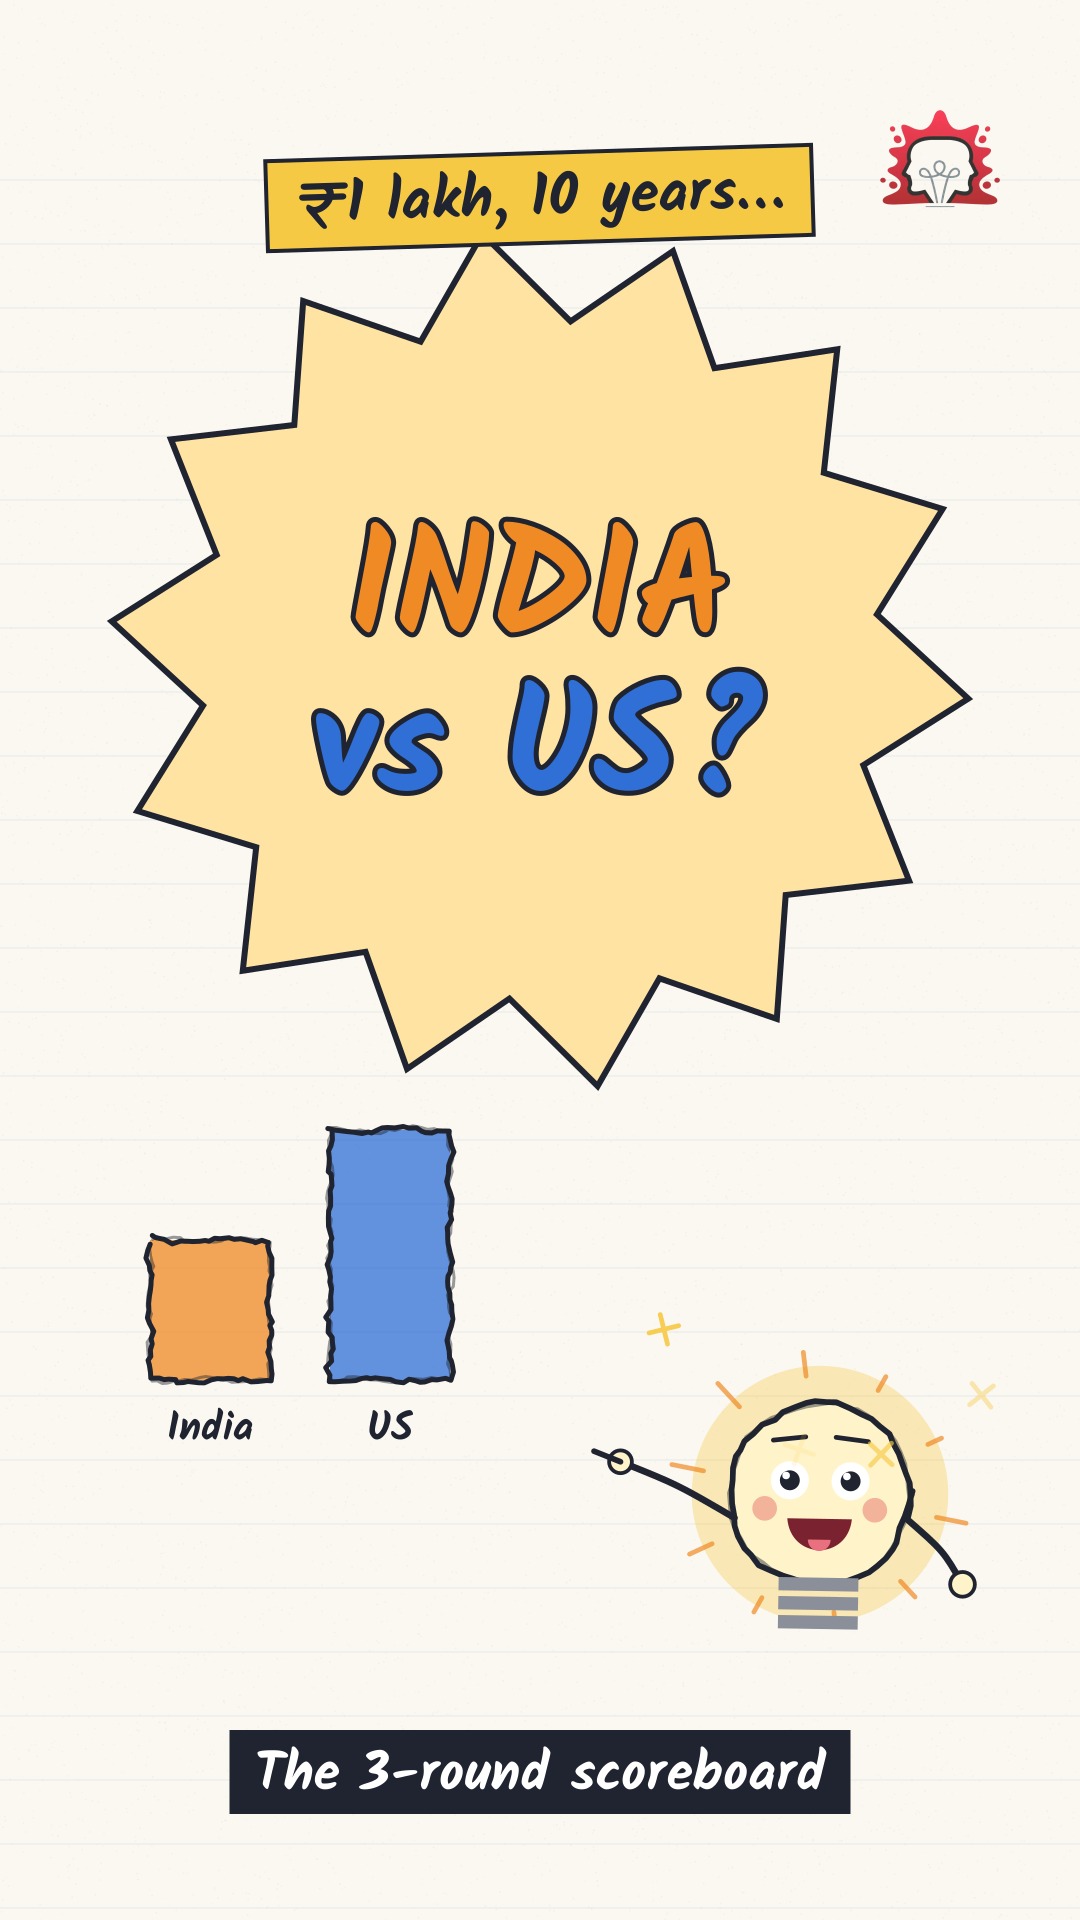 ₹1 lakh, 10 years...
INDIA
vs US?
India
US
The 3-round scoreboard